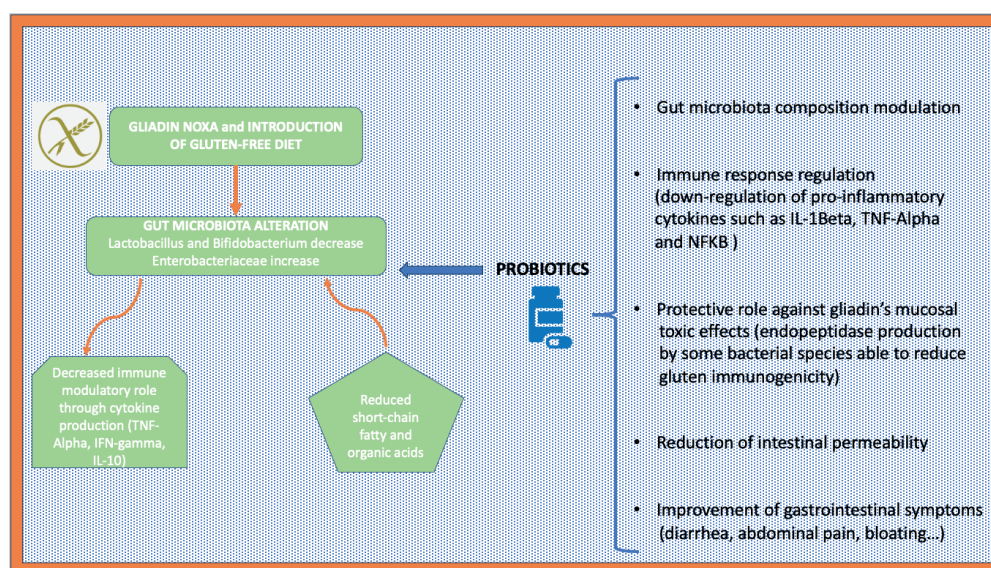 GLIADIN NOXA and INTRODUCTION
OF GLUTEN-FREE DIET
GUT MICROBIOTA ALTERATION
Lactobacillus and Bifidobacterium decrease
Enterobacteriaceae increase
Decreased immune
modulatory role
through cytokine
production (TNF-
Alpha, IFN-gamma,
IL-10)
Reduced
short-chain
fatty and
organic acids
PROBIOTICS
• Gut microbiota composition modulation
• Immune response regulation
(down-regulation of pro-inflammatory
cytokines such as IL-1Beta, TNF-Alpha
and NFKB )
• Protective role against gliadin’s mucosal
toxic effects (endopeptidase production
by some bacterial species able to reduce
gluten immunogenicity)
• Reduction of intestinal permeability
• Improvement of gastrointestinal symptoms
(diarrhea, abdominal pain, bloating…)